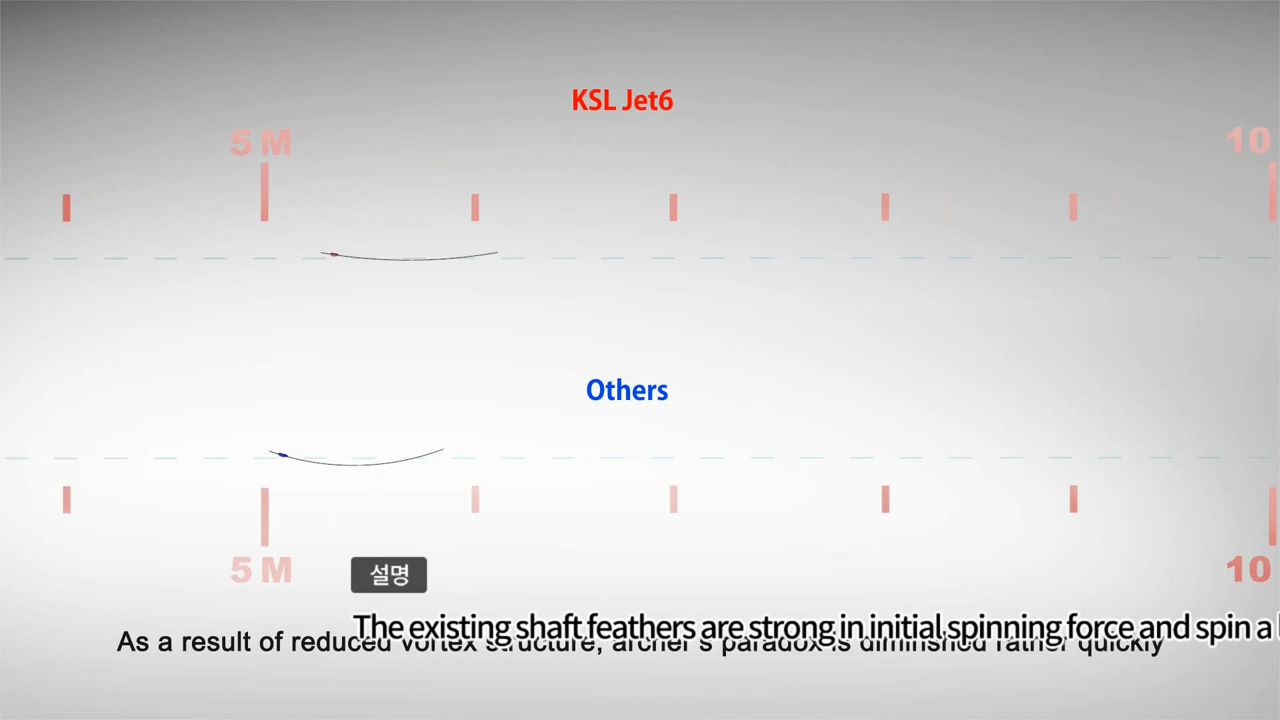 KSL Jet6
5 M
10
Others
5 M
10
설명
The existing shaft feathers are strong in initial spinning force and spin a
As a result of reduced vortex structure, archer's paradox is diminished rather quickly